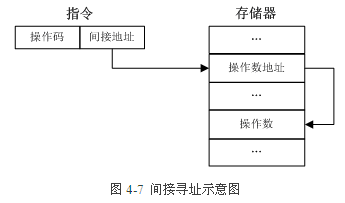 指令
存储器
操作码 间接地址
…
操作数地址
…
操作数
…
图 4-7 间接寻址示意图